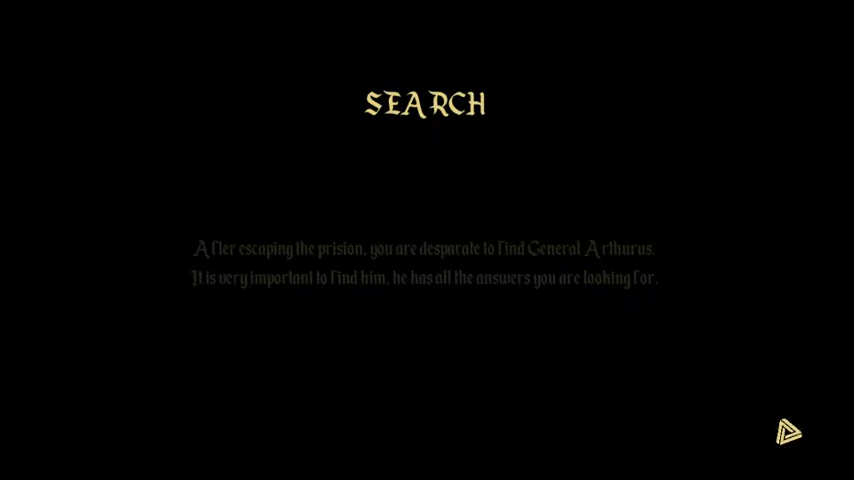 SEARCH
After escaping the prision, you are desparate to find General Arthurus.
It is very important to find him, he has all the answers you are looking for.